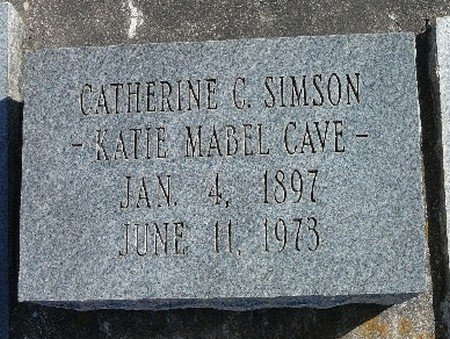 CATHERINE C. SIMSON
- KATIE MABEL CAVE -
JAN. 4, 1897
JUNE 11, 1973